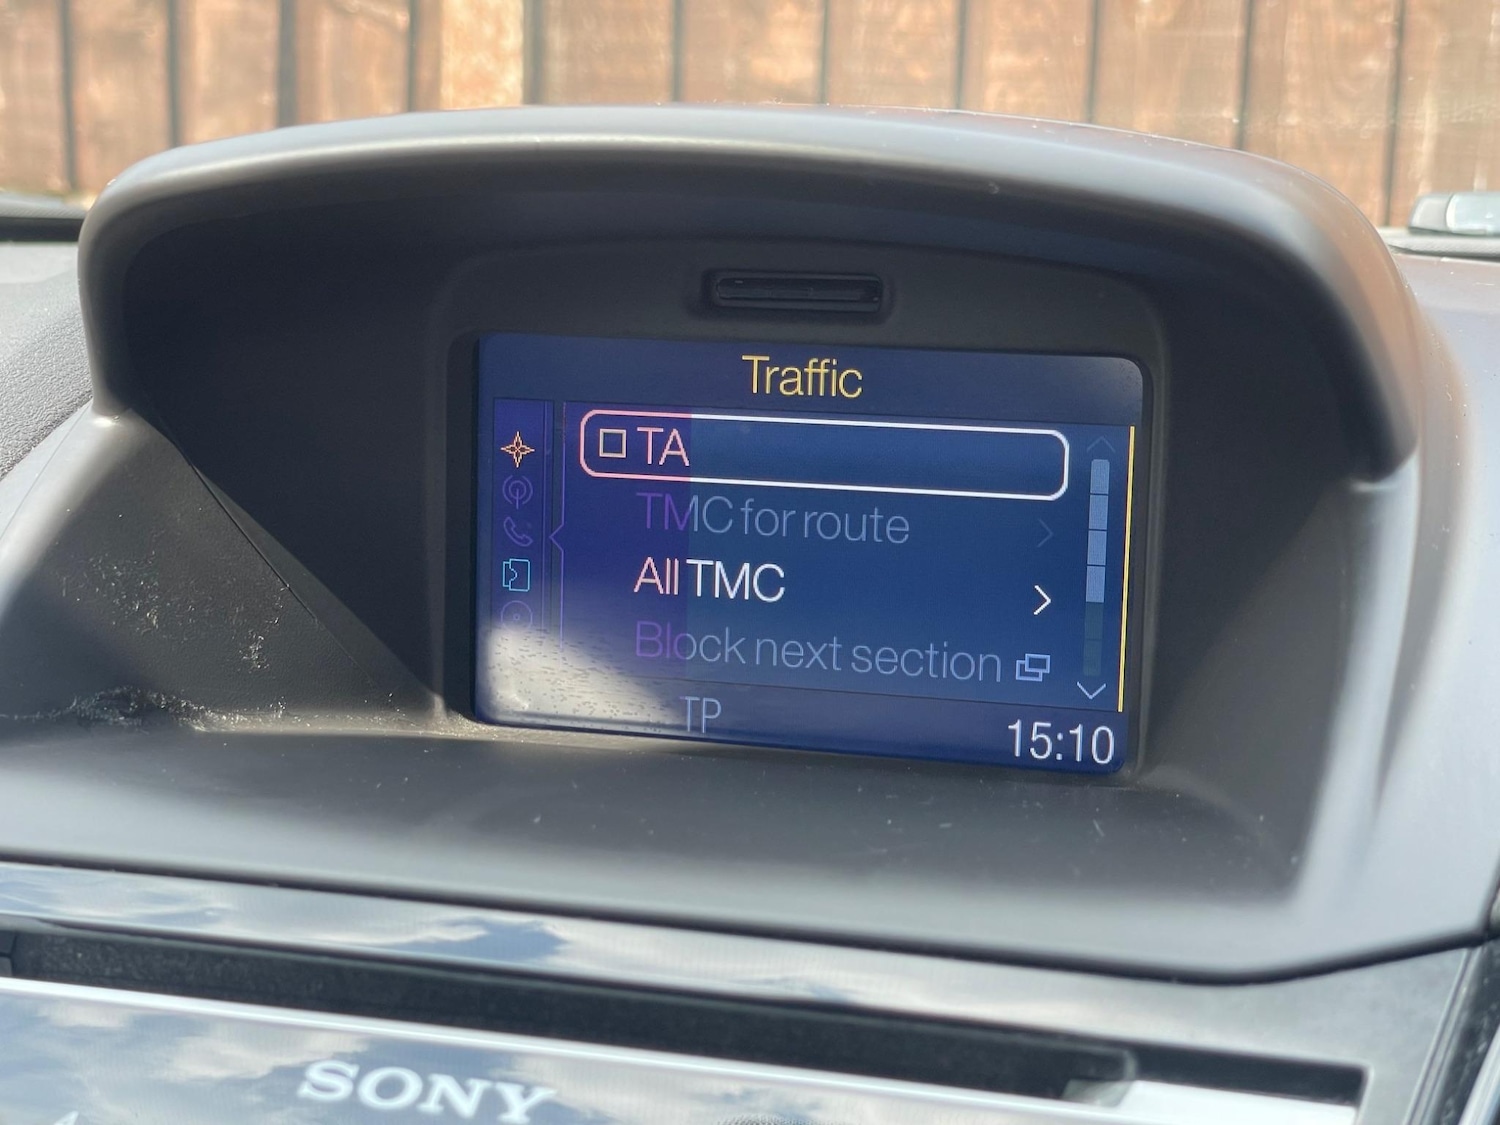 Traffic
TA
TMC for route
All TMC
Block next section
TP
15:10
SONY